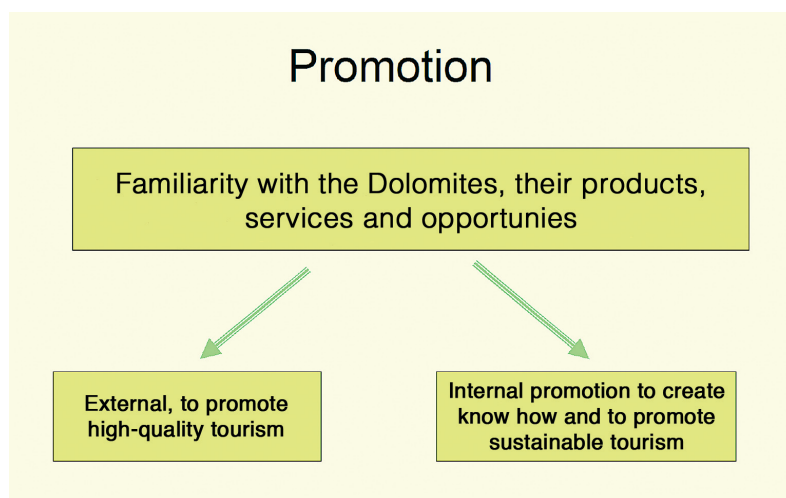 Promotion
Familiarity with the Dolomites, their products,
services and opportunies
External, to promote
high-quality tourism
Internal promotion to create
know how and to promote
sustainable tourism